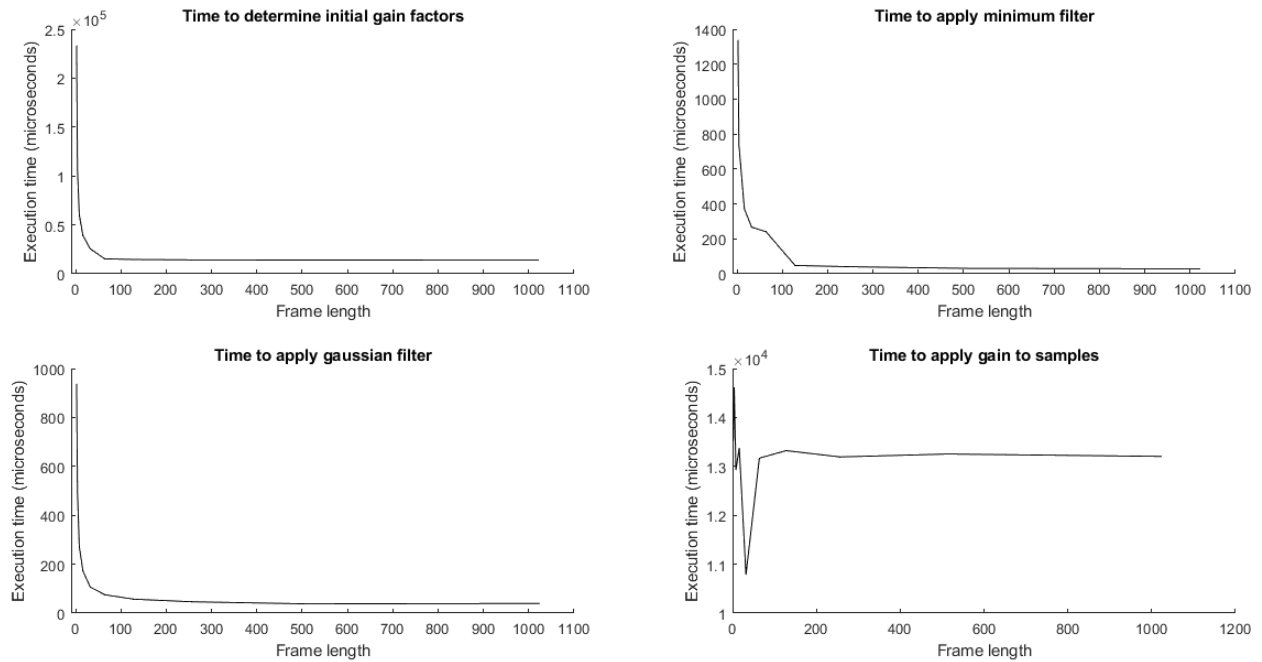 Time to determine initial gain factors
×10^5
2.5
2
1.5
1
0.5
0
Execution time (microseconds)
0 100 200 300 400 500 600 700 800 900 1000 1100
Frame length
Time to apply minimum filter
1400
1200
1000
800
600
400
200
0
Execution time (microseconds)
0 100 200 300 400 500 600 700 800 900 1000 1100 1200
Frame length
Time to apply gaussian filter
1000
800
600
400
200
0
Execution time (microseconds)
0 100 200 300 400 500 600 700 800 900 1000 1100
Frame length
Time to apply gain to samples
×10^4
1.5
1.4
1.3
1.2
1.1
1
Execution time (microseconds)
0 200 400 600 800 1000 1200
Frame length